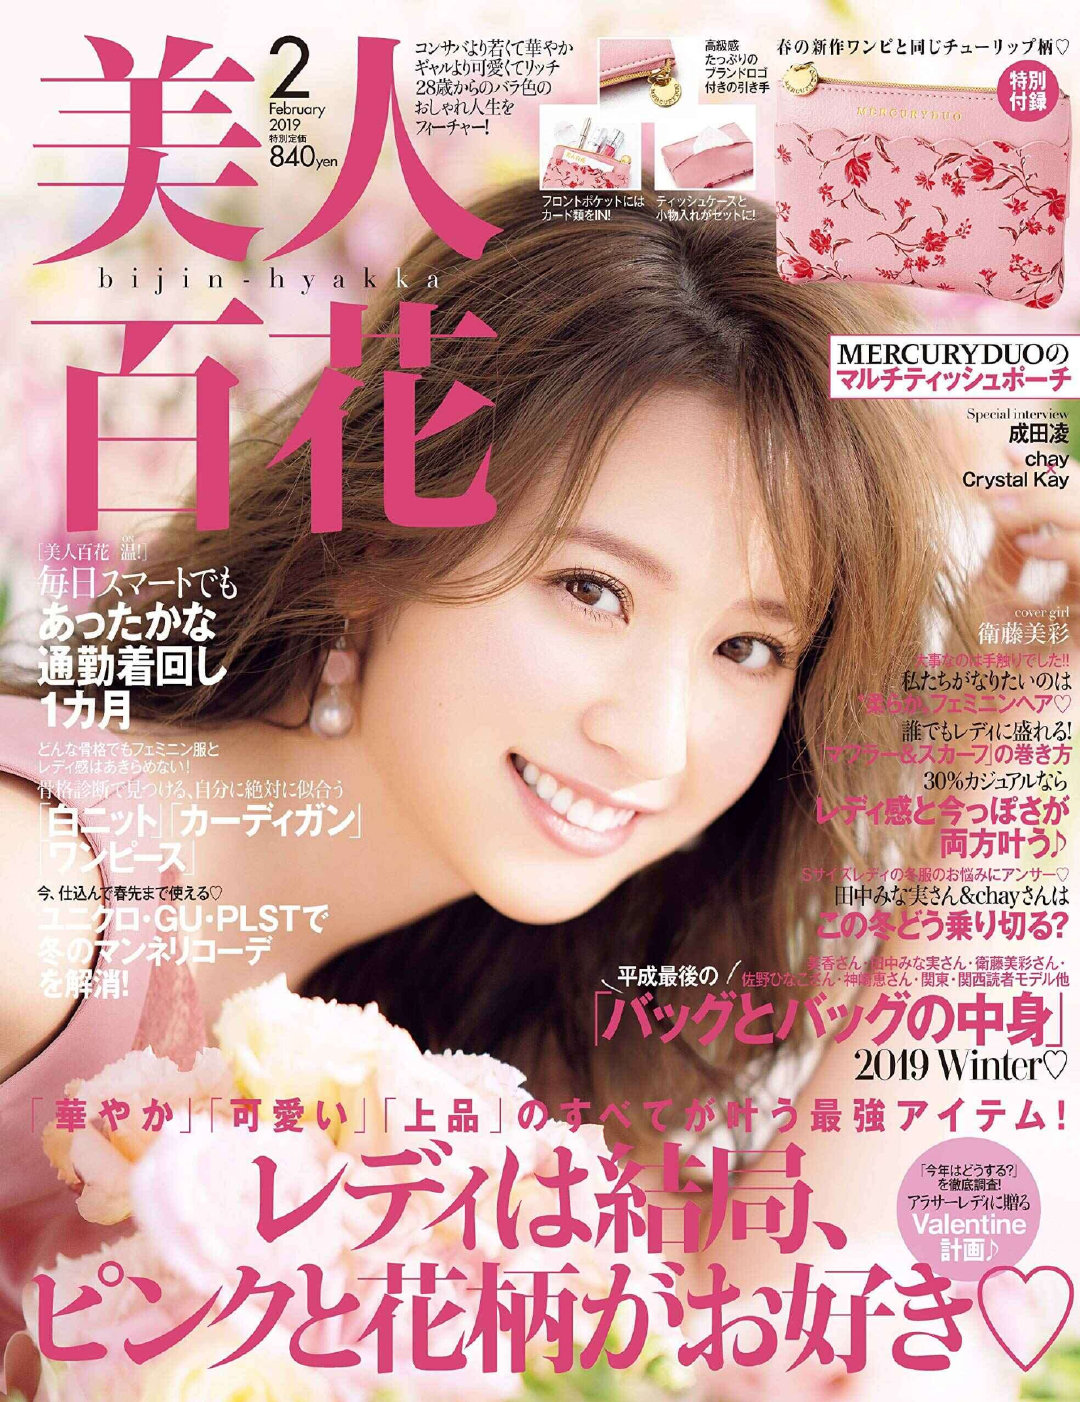 美人
bijin-hyakka
百花
2
February
2019
特別定価
840yen
コンサバより若くて華やか
ギャルより可愛くてリッチ
28歳からのバラ色の
おしゃれ人生を
フィーチャー!
高級感
たっぷりの
ブランドロゴ
付きの引き手
フロントポケットには
カード類をIN!
ティッシュケースと
小物入れがセットに!
春の新作ワンピと同じチューリップ柄♡
特別
付録
MERCURYDUO
MERCURYDUOの
マルチティッシュポーチ
Special interview
成田凌
chay
×
Crystal Kay
[美人百花 温!]
ON
毎日スマートでも
あったかな
通勤着回し
1カ月
どんな骨格でもフェミニン服と
レディ感はあきらめない!
骨格診断で見つける、自分に絶対に似合う
「白ニット」「カーディガン」
「ワンピース」
今、仕込んで春先まで使える♡
ユニクロ・GU・PLSTで
冬のマンネリコーデ
を解消!
cover girl
衛藤美彩
大事なのは手触りでした!!
私たちがなりたいのは
"柔らか、フェミニンヘア♡
誰でもレディに盛れる!
「マフラー&スカーフ」の巻き方
30%カジュアルなら
レディ感と今っぽさが
両方叶う♪
Sサイズレディの冬服のお悩みにアンサー♡
田中みな実さん&chayさんは
この冬どう乗り切る?
香さん・田中みな実さん・衛藤美彩さん・
佐野ひなこさん・神崎恵さん・関東・関西読者モデル他
平成最後の
「バッグとバッグの中身」
2019 Winter♡
「華やか」「可愛い」「上品」のすべてが叶う最強アイテム!
レディは結局、
ピンクと花柄がお好き♡
「今年はどうする?」
を徹底調査!
アラサーレディに贈る
Valentine
計画♪